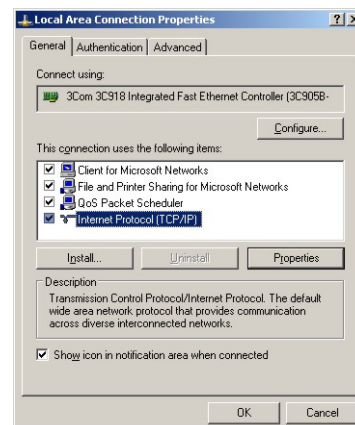 Local Area Connection Properties
General Authentication Advanced
Connect using:
3Com 3C918 Integrated Fast Ethernet Controller (3C905B-
Configure...
This connection uses the following items:
Client for Microsoft Networks
File and Printer Sharing for Microsoft Networks
QoS Packet Scheduler
Internet Protocol (TCP/IP)
Install... Uninstall Properties
Description
Transmission Control Protocol/Internet Protocol. The default
wide area network protocol that provides communication
across diverse interconnected networks.
Show icon in notification area when connected
OK Cancel